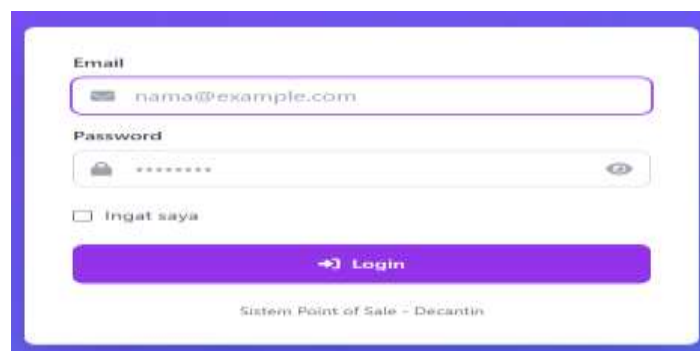 Email
nama@example.com
Password
********
Ingat saya
Login
Sistem Point of Sale - Decantin